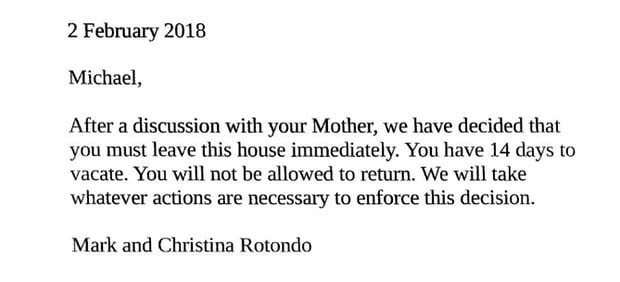 2 February 2018
Michael,
After a discussion with your Mother, we have decided that
you must leave this house immediately. You have 14 days to
vacate. You will not be allowed to return. We will take
whatever actions are necessary to enforce this decision.
Mark and Christina Rotondo